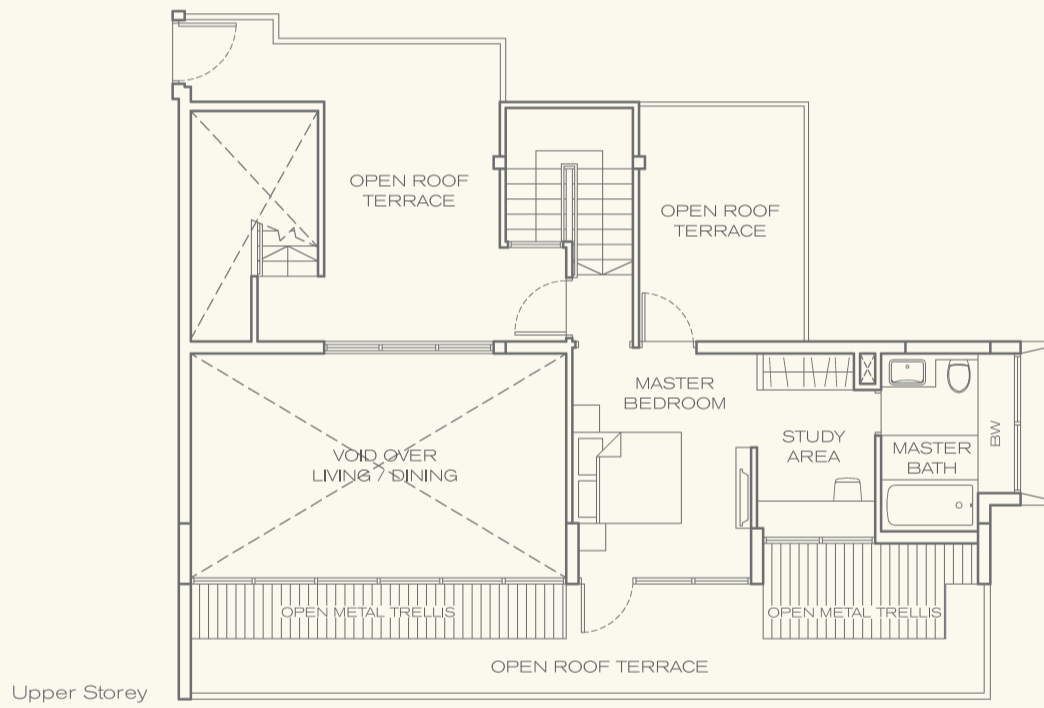 OPEN ROOF
TERRACE
OPEN ROOF
TERRACE
MASTER
BEDROOM
VOID OVER
LIVING / DINING
STUDY
AREA
MASTER
BATH
BW
OPEN METAL TRELLIS
OPEN METAL TRELLIS
OPEN ROOF TERRACE
Upper Storey